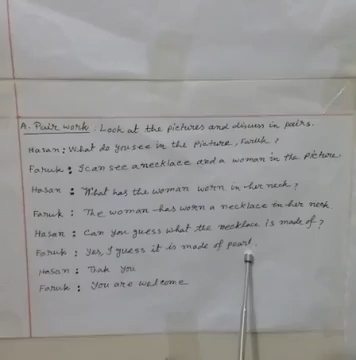 A. Pair work : Look at the pictures and discuss in pairs.
Hasan : What do you see in the picture, Faruk ?
Faruk : I can see a necklace and a woman in the picture
Hasan : What has the woman worn in her neck ?
Faruk : The woman has worn a necklace in her neck
Hasan : Can you guess what the necklace is made of ?
Faruk : Yes, I guess it is made of pearl.
Hasan : Thak you
Faruk : You are welcome